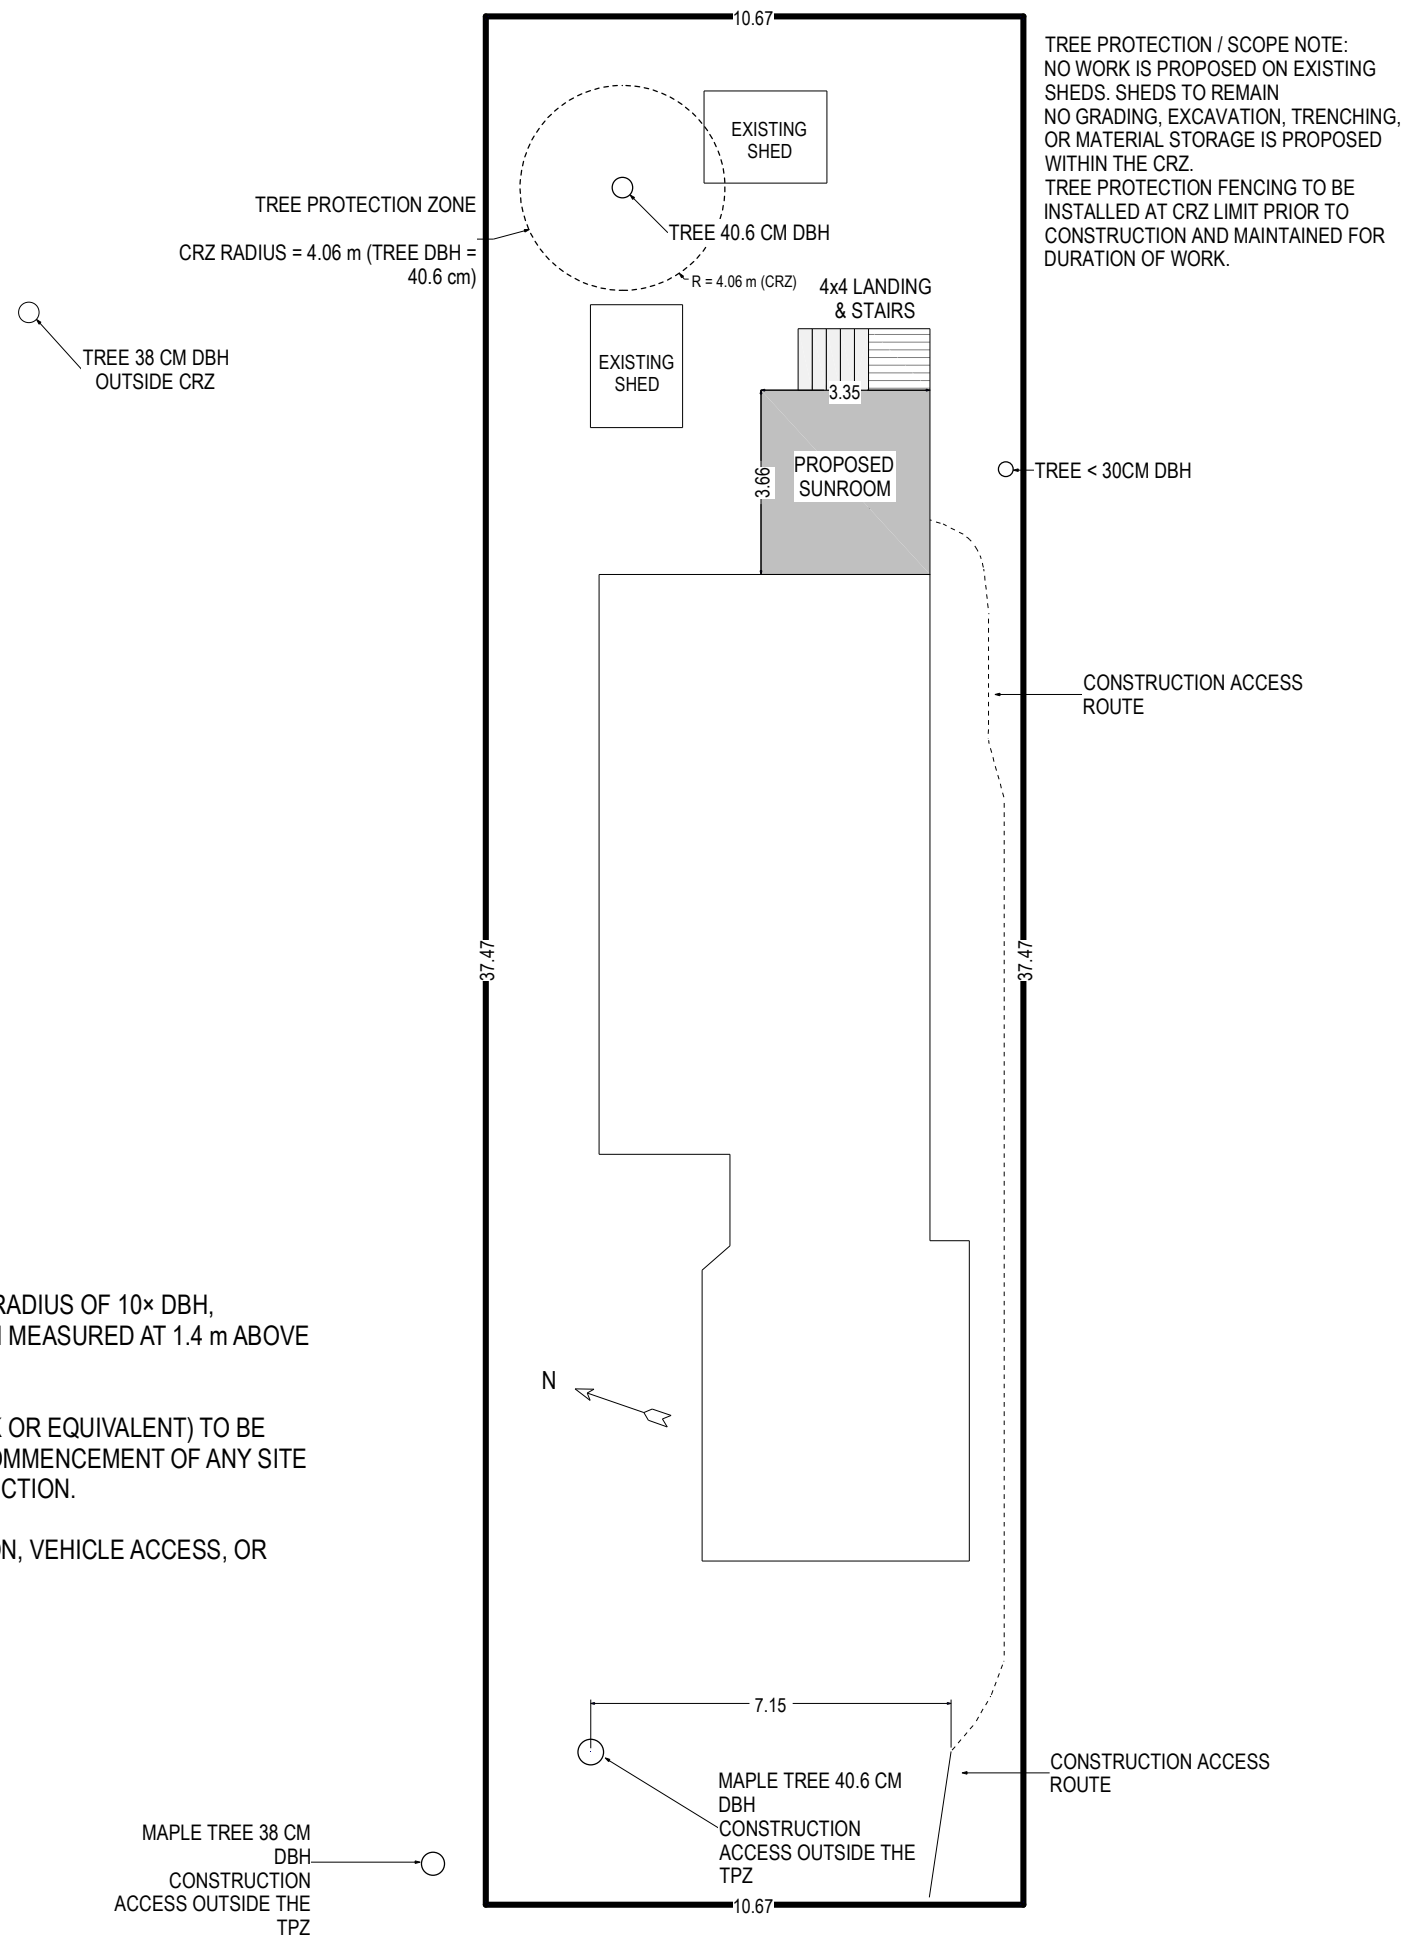 10.67
TREE PROTECTION / SCOPE NOTE:
NO WORK IS PROPOSED ON EXISTING
SHEDS. SHEDS TO REMAIN
NO GRADING, EXCAVATION, TRENCHING,
OR MATERIAL STORAGE IS PROPOSED
WITHIN THE CRZ.
TREE PROTECTION FENCING TO BE
INSTALLED AT CRZ LIMIT PRIOR TO
CONSTRUCTION AND MAINTAINED FOR
DURATION OF WORK.
EXISTING
SHED
TREE PROTECTION ZONE
CRZ RADIUS = 4.06 m (TREE DBH =
40.6 cm)
TREE 40.6 CM DBH
R = 4.06 m (CRZ)
4x4 LANDING
& STAIRS
TREE 38 CM DBH
OUTSIDE CRZ
EXISTING
SHED
3.35
3.66
PROPOSED
SUNROOM
TREE < 30CM DBH
CONSTRUCTION ACCESS
ROUTE
37.47
37.47
RADIUS OF 10× DBH,
MEASURED AT 1.4 m ABOVE
N
OR EQUIVALENT) TO BE
OMMENCEMENT OF ANY SITE
CTION.
ON, VEHICLE ACCESS, OR
7.15
MAPLE TREE 40.6 CM
DBH
CONSTRUCTION
ACCESS OUTSIDE THE
TPZ
CONSTRUCTION ACCESS
ROUTE
MAPLE TREE 38 CM
DBH
CONSTRUCTION
ACCESS OUTSIDE THE
TPZ
10.67